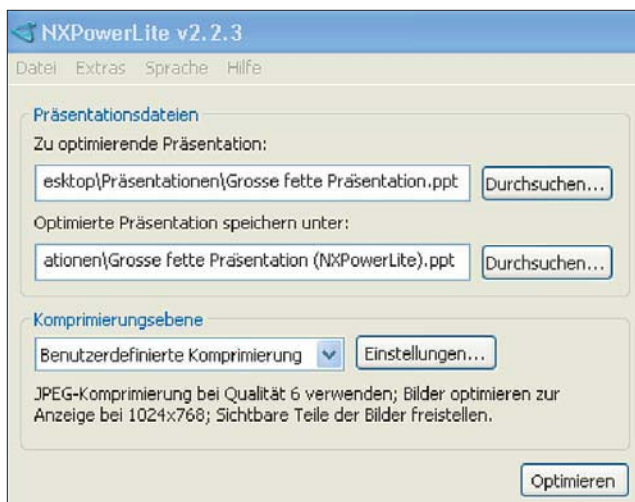 NXPowerLite v2.2.3
Datei Extras Sprache Hilfe
Präsentationsdateien
Zu optimierende Präsentation:
esktop\Präsentationen\Grosse fette Präsentation.ppt Durchsuchen...
Optimierte Präsentation speichern unter:
ationen\Grosse fette Präsentation (NXPowerLite).ppt Durchsuchen...
Komprimierungsebene
Benutzerdefinierte Komprimierung Einstellungen...
JPEG-Komprimierung bei Qualität 6 verwenden; Bilder optimieren zur
Anzeige bei 1024x768; Sichtbare Teile der Bilder freistellen.
Optimieren